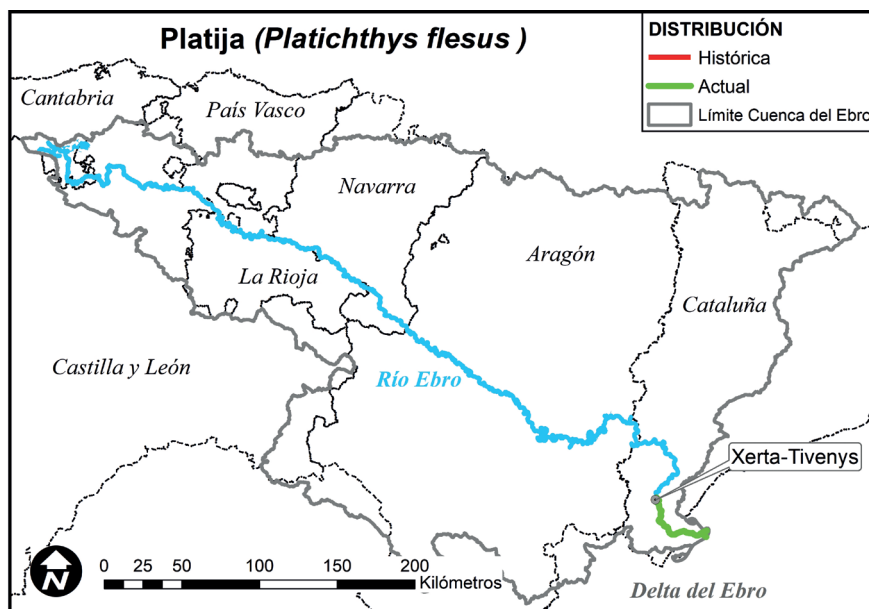 Platija (Platichthys flesus )
DISTRIBUCIÓN
Histórica
Actual
Límite Cuenca del Ebro
Cantabria
País Vasco
Navarra
Aragón
La Rioja
Cataluña
Castilla y León
Río Ebro
Xerta-Tivenys
N
0 25 50 100 150 200
Kilómetros
Delta del Ebro